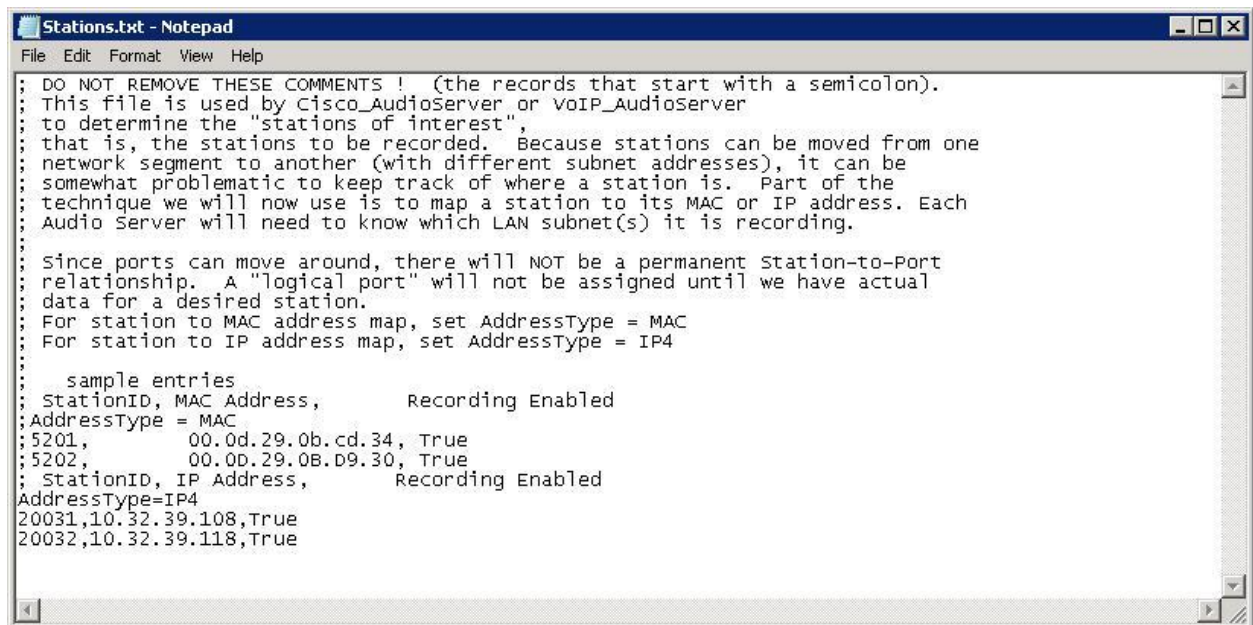 Stations.txt - Notepad
File Edit Format View Help
; DO NOT REMOVE THESE COMMENTS ! (the records that start with a semicolon).
; This file is used by Cisco_AudioServer or VoIP_AudioServer
; to determine the "stations of interest",
; that is, the stations to be recorded. Because stations can be moved from one
; network segment to another (with different subnet addresses), it can be
; somewhat problematic to keep track of where a station is. Part of the
; technique we will now use is to map a station to its MAC or IP address. Each
; Audio Server will need to know which LAN subnet(s) it is recording.
;
; Since ports can move around, there will NOT be a permanent Station-to-Port
; relationship. A "logical port" will not be assigned until we have actual
; data for a desired station.
; For station to MAC address map, set AddressType = MAC
; For station to IP address map, set AddressType = IP4
;
; sample entries
; StationID, MAC Address, Recording Enabled
;AddressType = MAC
;5201, 00.0d.29.0b.cd.34, True
;5202, 00.0D.29.0B.D9.30, True
; StationID, IP Address, Recording Enabled
AddressType=IP4
20031,10.32.39.108,True
20032,10.32.39.118,True